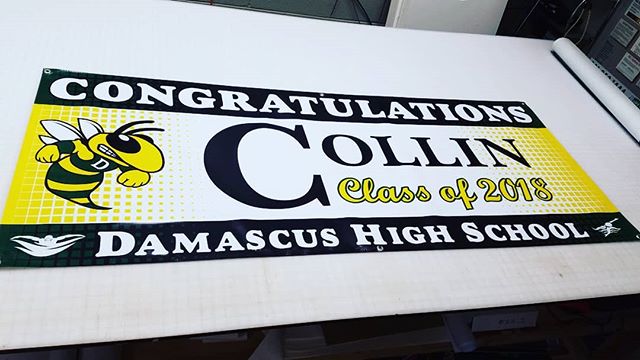 CONGRATULATIONS
D
COLLIN
Class of 2018
DAMASCUS HIGH SCHOOL